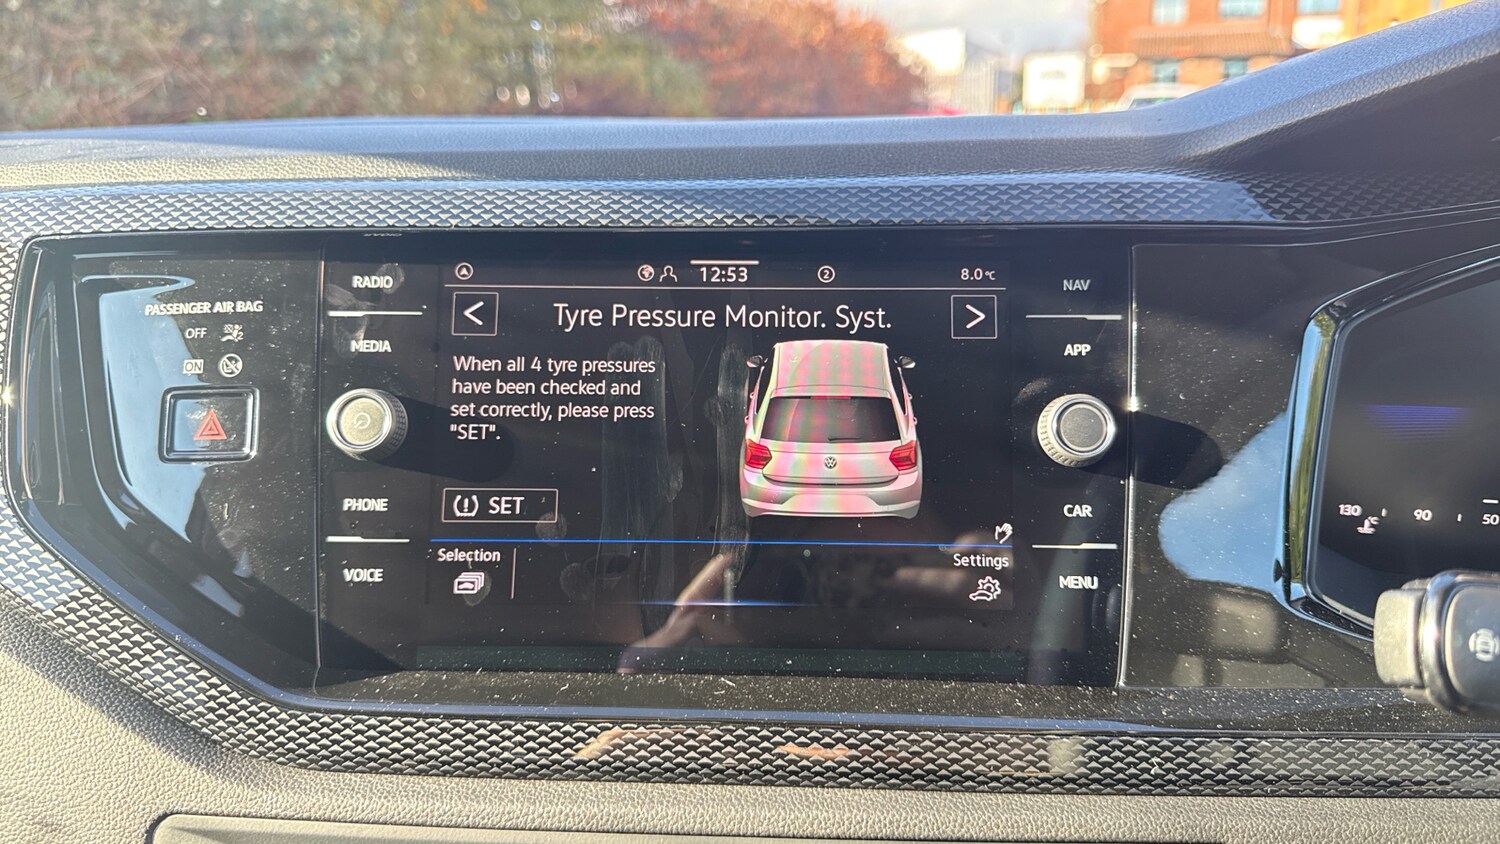 RADIO
MEDIA
PHONE
VOICE
PASSENGER AIR BAG
OFF
ON
12:53
2
8.0°C
Tyre Pressure Monitor. Syst.
When all 4 tyre pressures
have been checked and
set correctly, please press
"SET".
SET
Selection
Settings
NAV
APP
CAR
MENU
130 90 50
°C